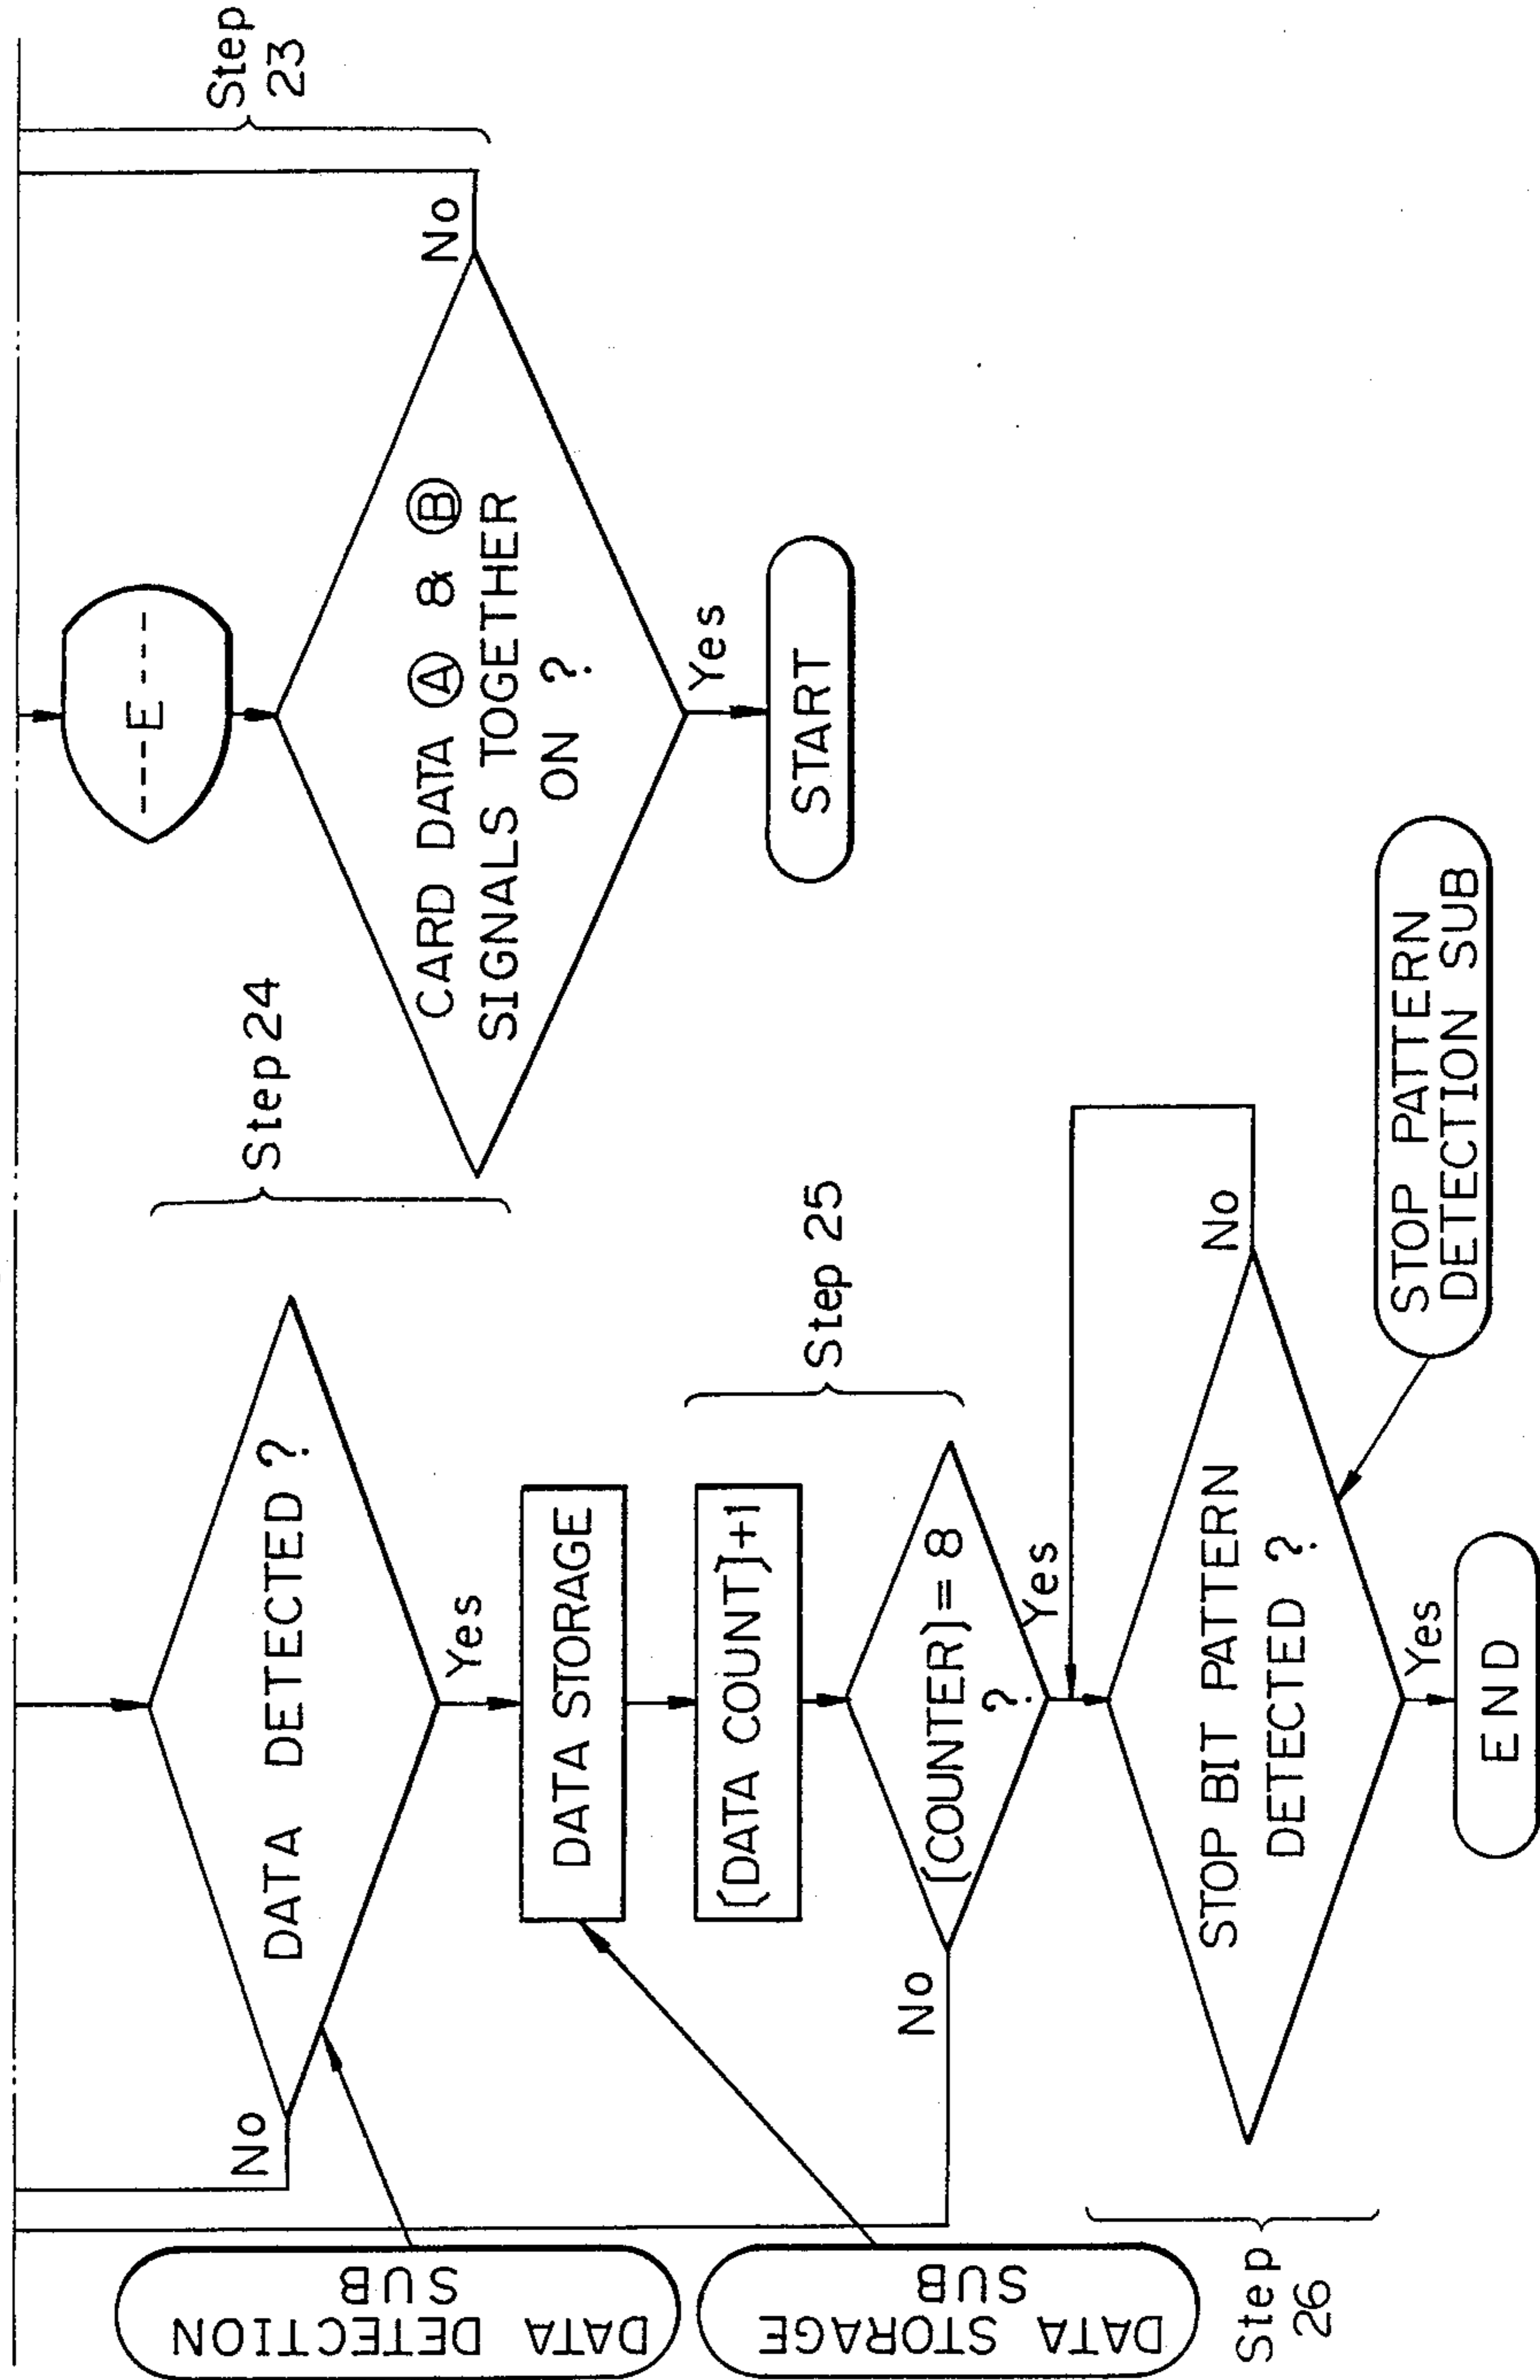 DATA DETECTED ?
No
Yes
Step 24
DATA DETECTION
SUB
DATA STORAGE
DATA STORAGE
SUB
(DATA COUNT)+1
(COUNTER)= 8
?
No
Yes
Step 25
STOP BIT PATTERN
DETECTED ?
No
Yes
Step
26
STOP PATTERN
DETECTION SUB
END
---E---
CARD DATA Ⓐ & Ⓑ
SIGNALS TOGETHER
ON ?
No
Yes
Step
23
START